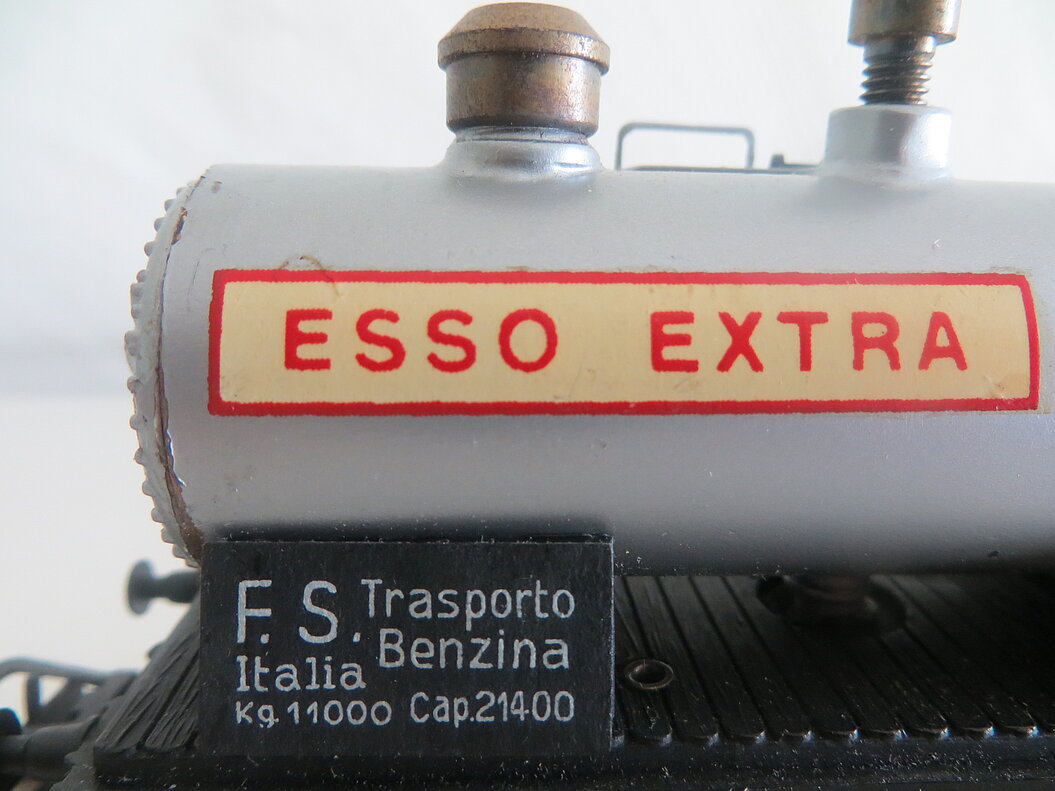 ESSO EXTRA
F. S. Trasporto
Benzina
Italia
Kg. 11000 Cap. 21400